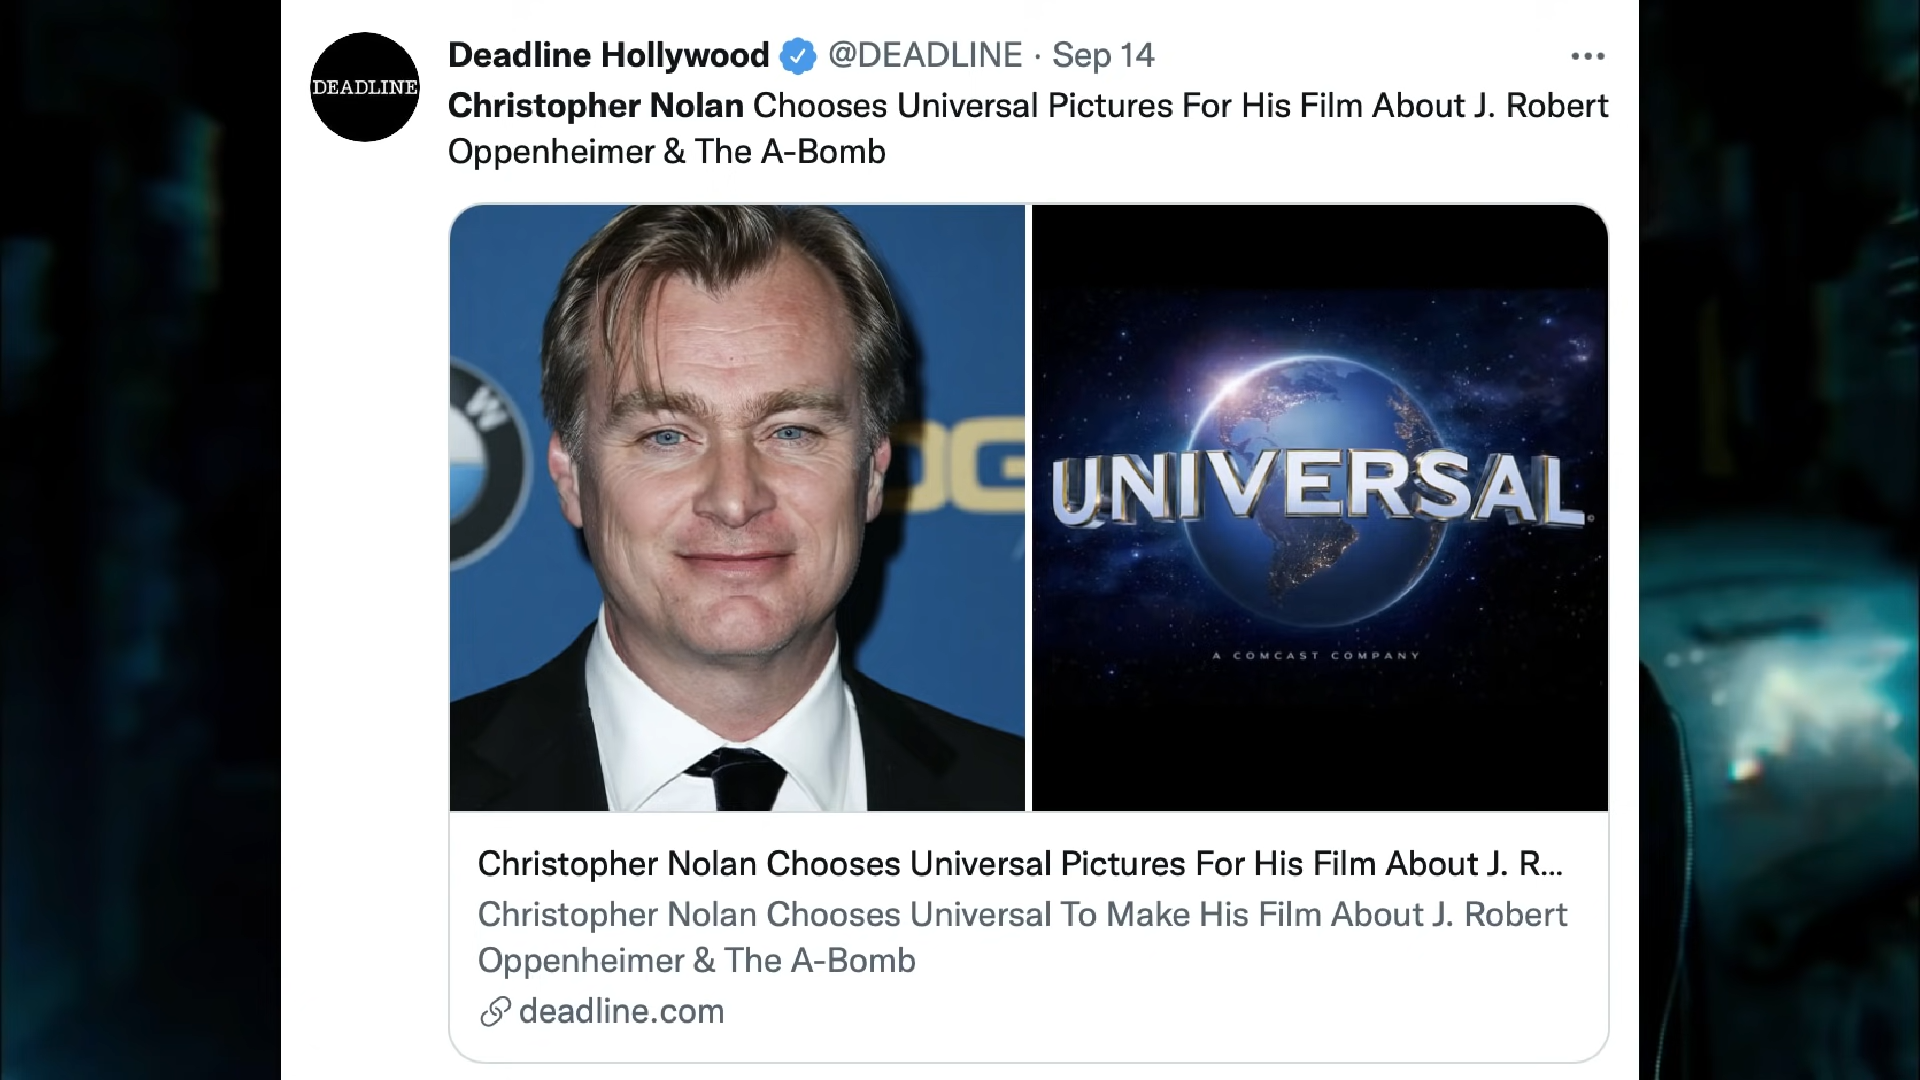 DEADLINE
Deadline Hollywood @DEADLINE · Sep 14
Christopher Nolan Chooses Universal Pictures For His Film About J. Robert
Oppenheimer & The A-Bomb
W
OG
UNIVERSAL
A COMCAST COMPANY
Christopher Nolan Chooses Universal Pictures For His Film About J. R...
Christopher Nolan Chooses Universal To Make His Film About J. Robert
Oppenheimer & The A-Bomb
deadline.com